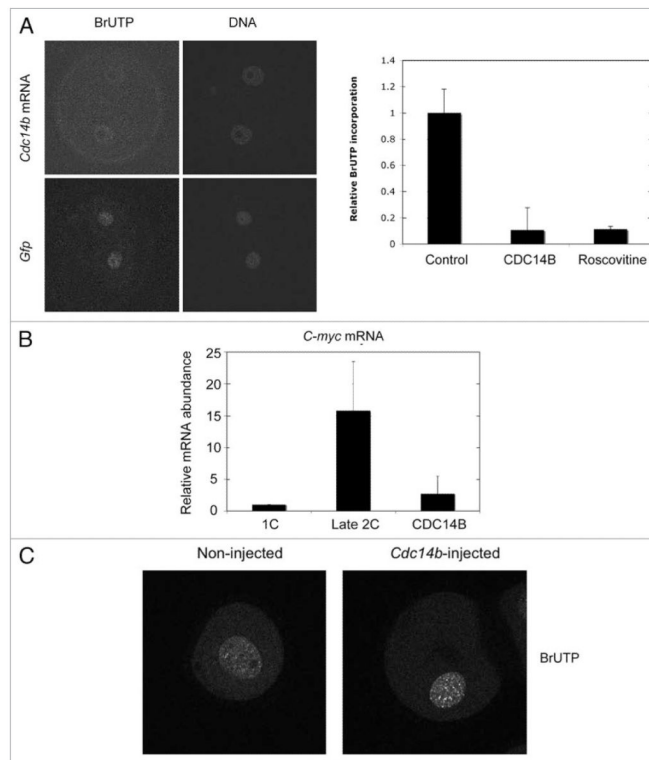 A
BrUTP DNA
Cdc14b mRNA
Gfp
Relative BrUTP incorporation
1.4
1.2
1
0.8
0.6
0.4
0.2
0
Control CDC14B Roscovitine
B
C-myc mRNA
Relative mRNA abundance
25
20
15
10
5
0
1C Late 2C CDC14B
C
Non-injected Cdc14b-injected
BrUTP